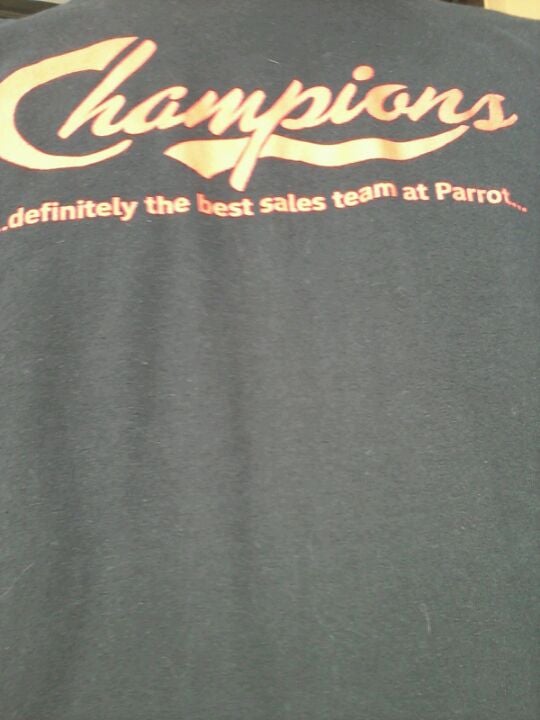 Champions
...definitely the best sales team at Parrot...